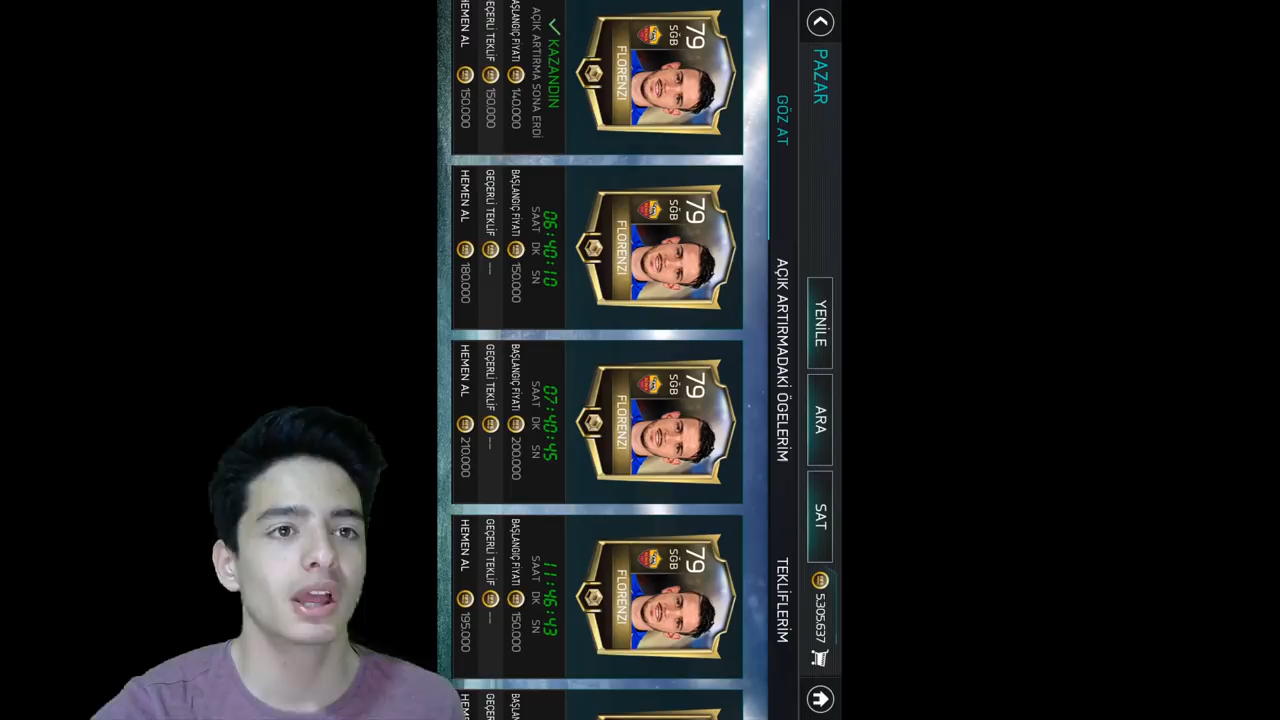 PAZAR
YENİLE
ARA
SAT
5.305.637
GÖZ AT
AÇIK ARTIRMADAKİ ÖGELERİM
TEKLİFLERİM
79
SĞB
FLORENZI
KAZANDIN
AÇIK ARTIRMA SONA ERDİ
BAŞLANGIÇ FİYATI 140.000
GEÇERLİ TEKLİF 150.000
HEMEN AL 150.000
79
SĞB
FLORENZI
06:40:10
SAAT DK SN
BAŞLANGIÇ FİYATI 150.000
GEÇERLİ TEKLİF ---
HEMEN AL 180.000
79
SĞB
FLORENZI
07:40:45
SAAT DK SN
BAŞLANGIÇ FİYATI 200.000
GEÇERLİ TEKLİF ---
HEMEN AL 210.000
79
SĞB
FLORENZI
11:46:43
SAAT DK SN
BAŞLANGIÇ FİYATI 150.000
GEÇERLİ TEKLİF ---
HEMEN AL 195.000